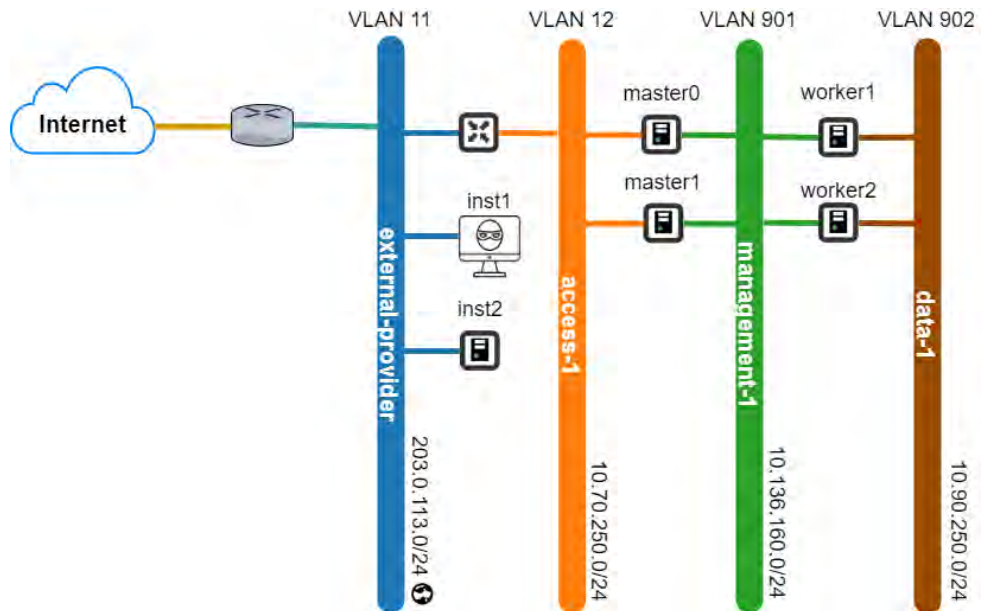 VLAN 11
VLAN 12
VLAN 901
VLAN 902
Internet
master0
worker1
master1
worker2
inst1
inst2
external-provider
access-1
management-1
data-1
203.0.113.0/24
10.70.250.0/24
10.136.160.0/24
10.90.250.0/24